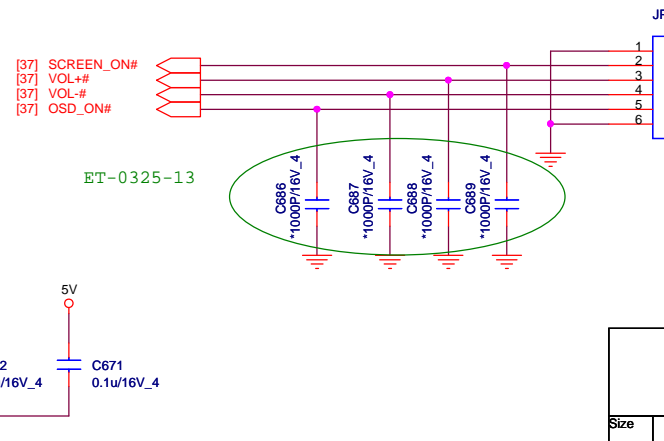 JP
[37] SCREEN_ON#
[37] VOL+#
[37] VOL-#
[37] OSD_ON#
1
2
3
4
5
6
ET-0325-13
C686
*1000P/16V_4
C687
*1000P/16V_4
C688
*1000P/16V_4
C689
*1000P/16V_4
5V
2
/16V_4
C671
0.1u/16V_4
Size